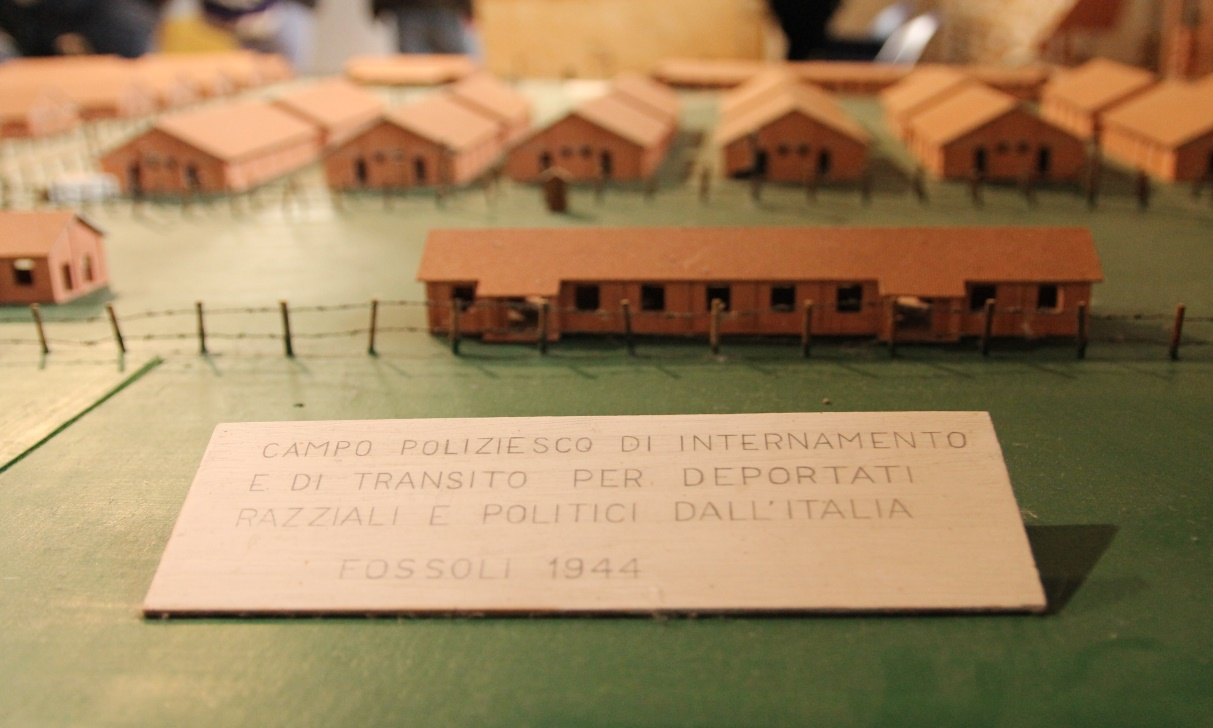 CAMPO POLIZIESCO DI INTERNAMENTO
E DI TRANSITO PER DEPORTATI
RAZZIALI E POLITICI DALL'ITALIA
FOSSOLI 1944